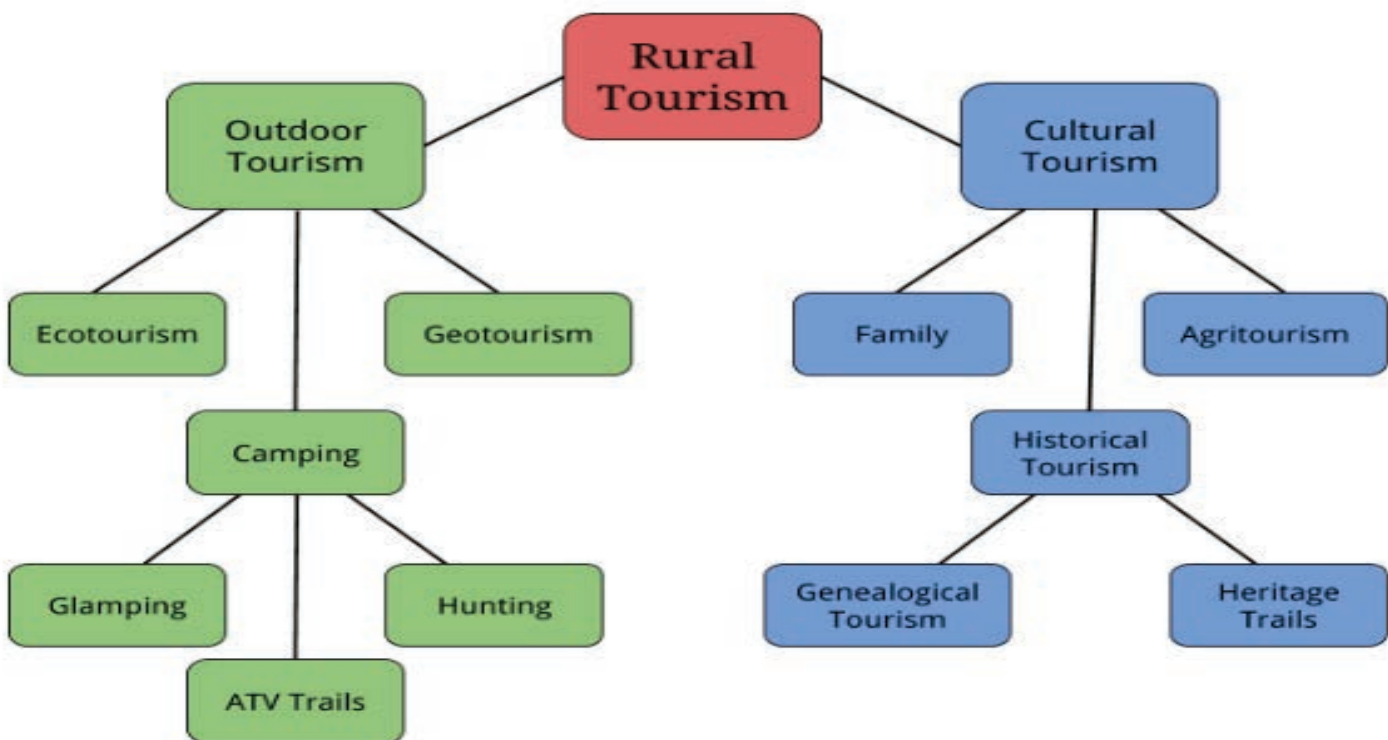 Rural
Tourism
Outdoor
Tourism
Cultural
Tourism
Ecotourism
Geotourism
Family
Agritourism
Camping
Historical
Tourism
Glamping
Hunting
Genealogical
Tourism
Heritage
Trails
ATV Trails